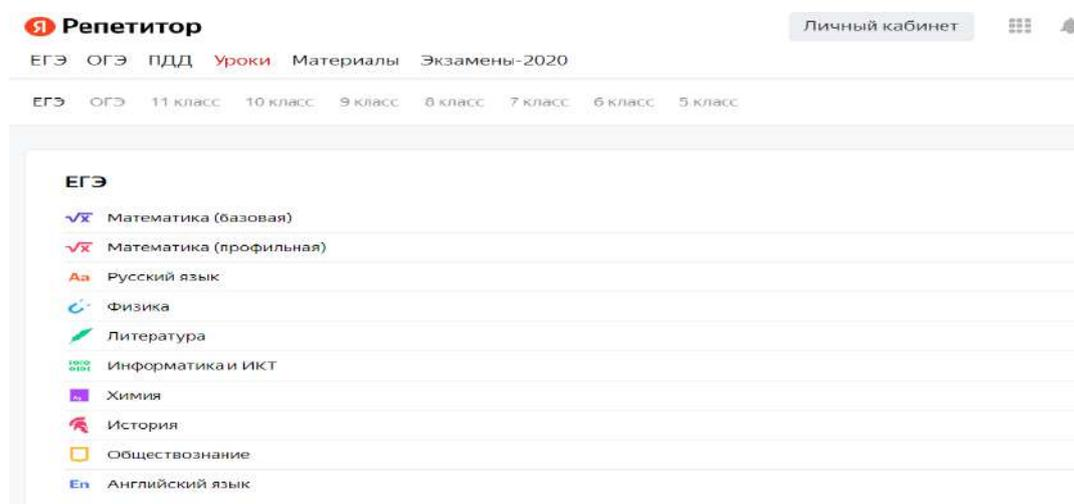 Я Репетитор
Личный кабинет
ЕГЭ ОГЭ ПДД Уроки Материалы Экзамены-2020
ЕГЭ ОГЭ 11 класс 10 класс 9 класс 8 класс 7 класс 6 класс 5 класс
ЕГЭ
√x Математика (базовая)
√x Математика (профильная)
Аа Русский язык
Физика
Литература
Информатика и ИКТ
Химия
История
Обществознание
En Английский язык